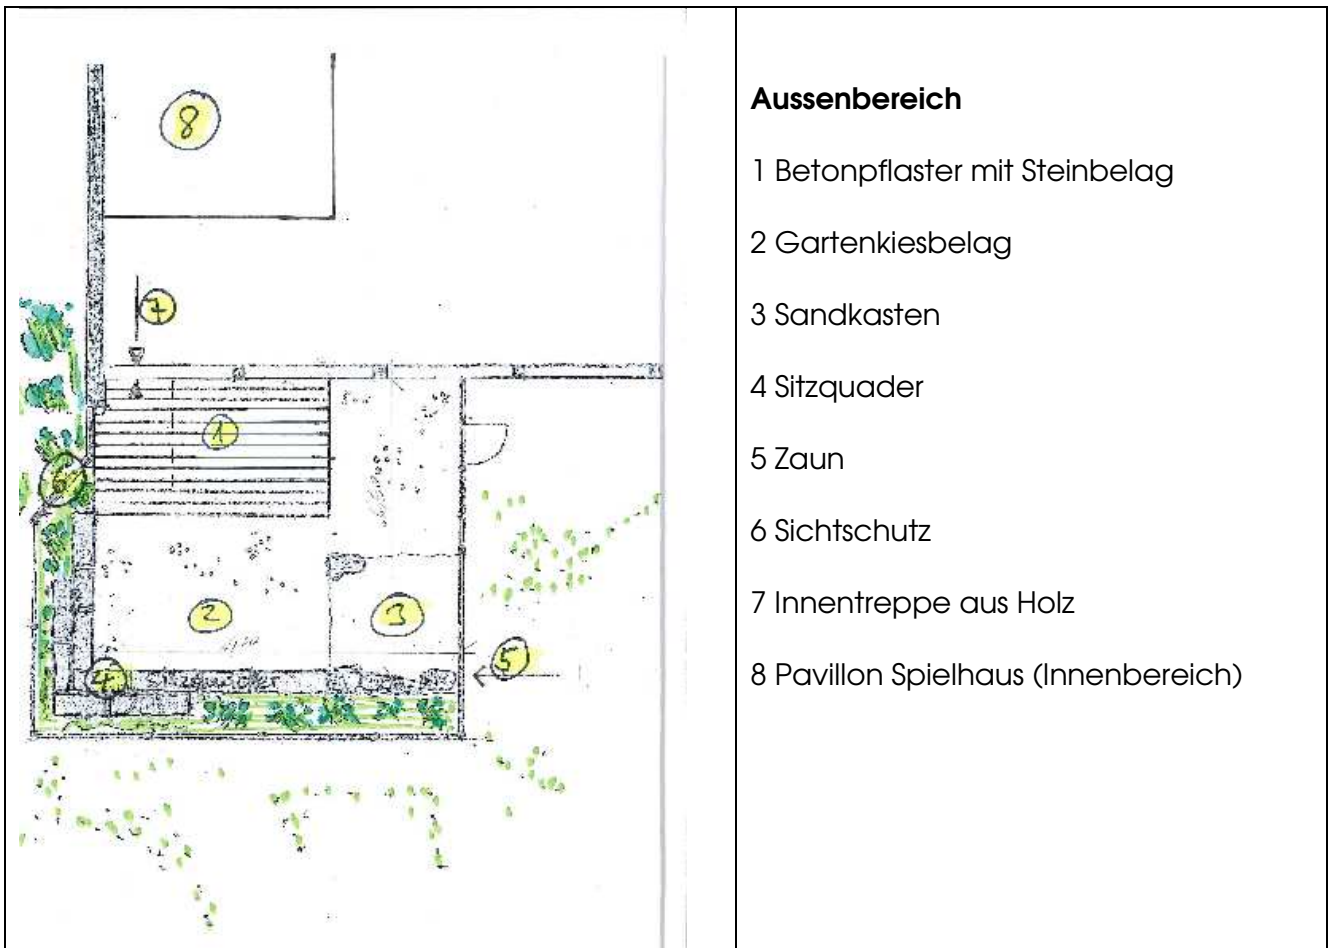 8
7
1
6
2
3
5
4
Aussenbereich
1 Betonpflaster mit Steinbelag
2 Gartenkiesbelag
3 Sandkasten
4 Sitzquader
5 Zaun
6 Sichtschutz
7 Innentreppe aus Holz
8 Pavillon Spielhaus (Innenbereich)